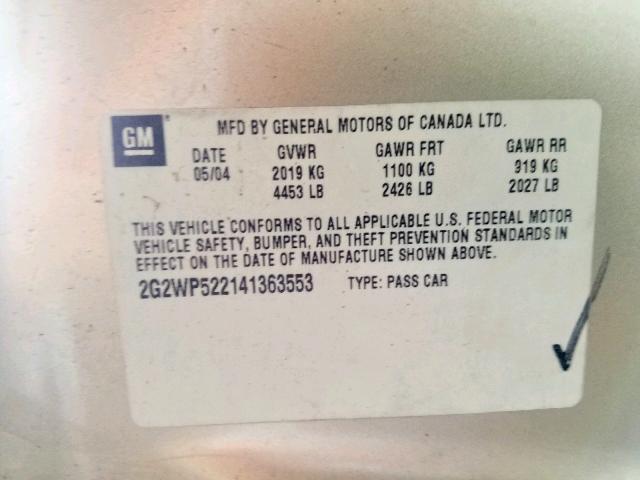 GM
MFD BY GENERAL MOTORS OF CANADA LTD.
DATE GVWR GAWR FRT GAWR RR
05/04 2019 KG 1100 KG 919 KG
4453 LB 2426 LB 2027 LB
THIS VEHICLE CONFORMS TO ALL APPLICABLE U.S. FEDERAL MOTOR
VEHICLE SAFETY, BUMPER, AND THEFT PREVENTION STANDARDS IN
EFFECT ON THE DATE OF MANUFACTURE SHOWN ABOVE.
2G2WP522141363553 TYPE: PASS CAR